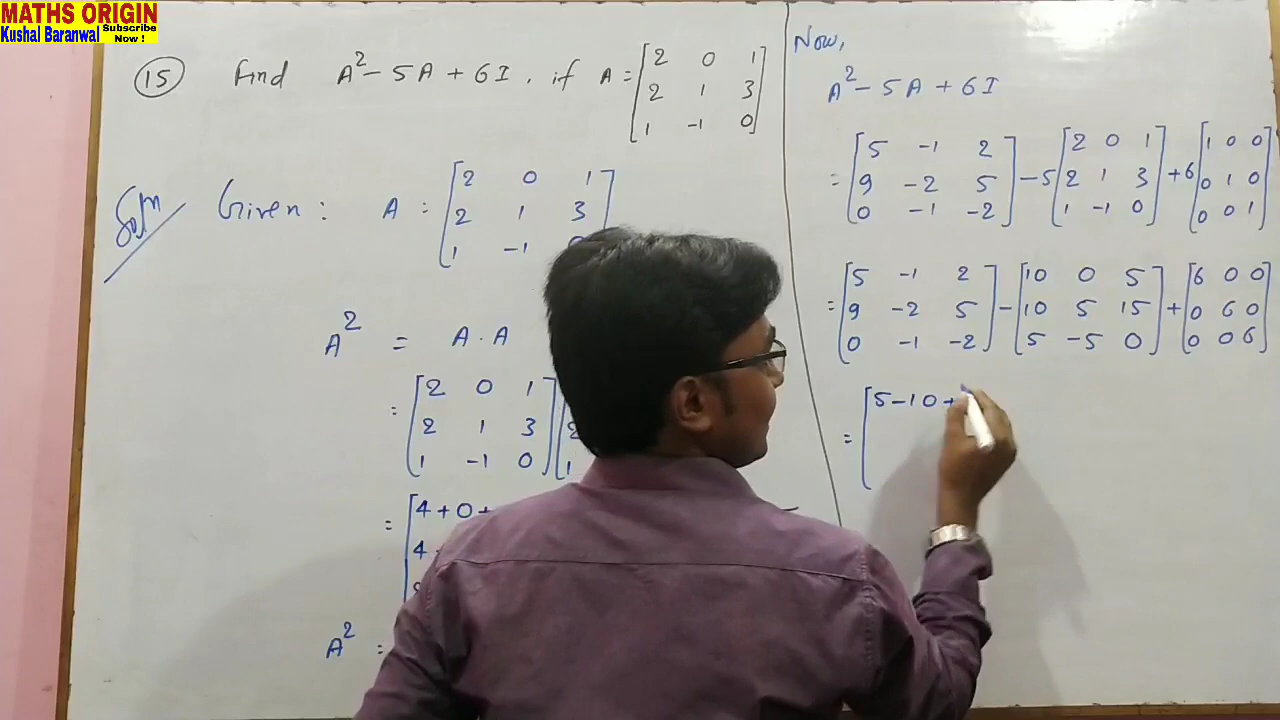 MATHS ORIGIN
Kushal Baranwal Subscribe Now !
15 Find A² - 5A + 6I, if A = [2 0 1
2 1 3
1 -1 0]
Soln Given : A = [2 0 1
2 1 3
1 -1
A² = A . A
= [2 0 1
2 1 3
1 -1 0] [
2
1
= [4 + 0 +
4
A² =
Now,
A² - 5A + 6I
= [5 -1 2
9 -2 5
0 -1 -2] - 5 [2 0 1
2 1 3
1 -1 0] + 6 [1 0 0
0 1 0
0 0 1]
= [5 -1 2
9 -2 5
0 -1 -2] - [10 0 5
10 5 15
5 -5 0] + [6 0 0
0 6 0
0 0 6]
= [5 - 10 +